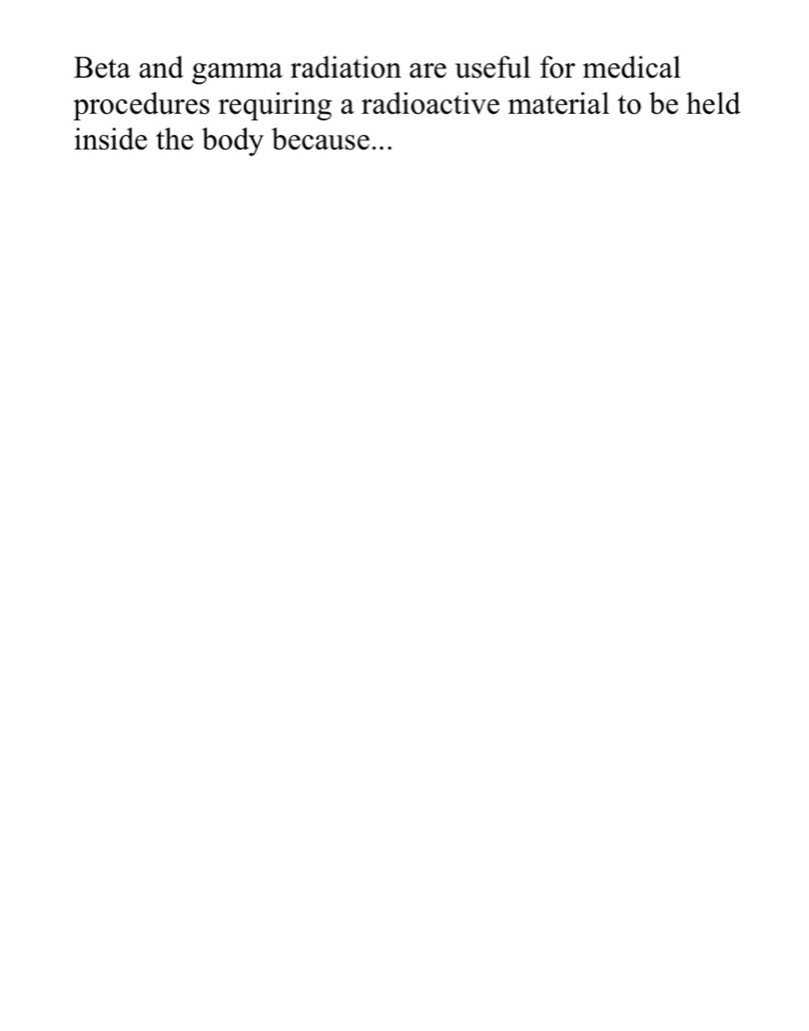 Beta and gamma radiation are useful for medical
procedures requiring a radioactive material to be held
inside the body because...